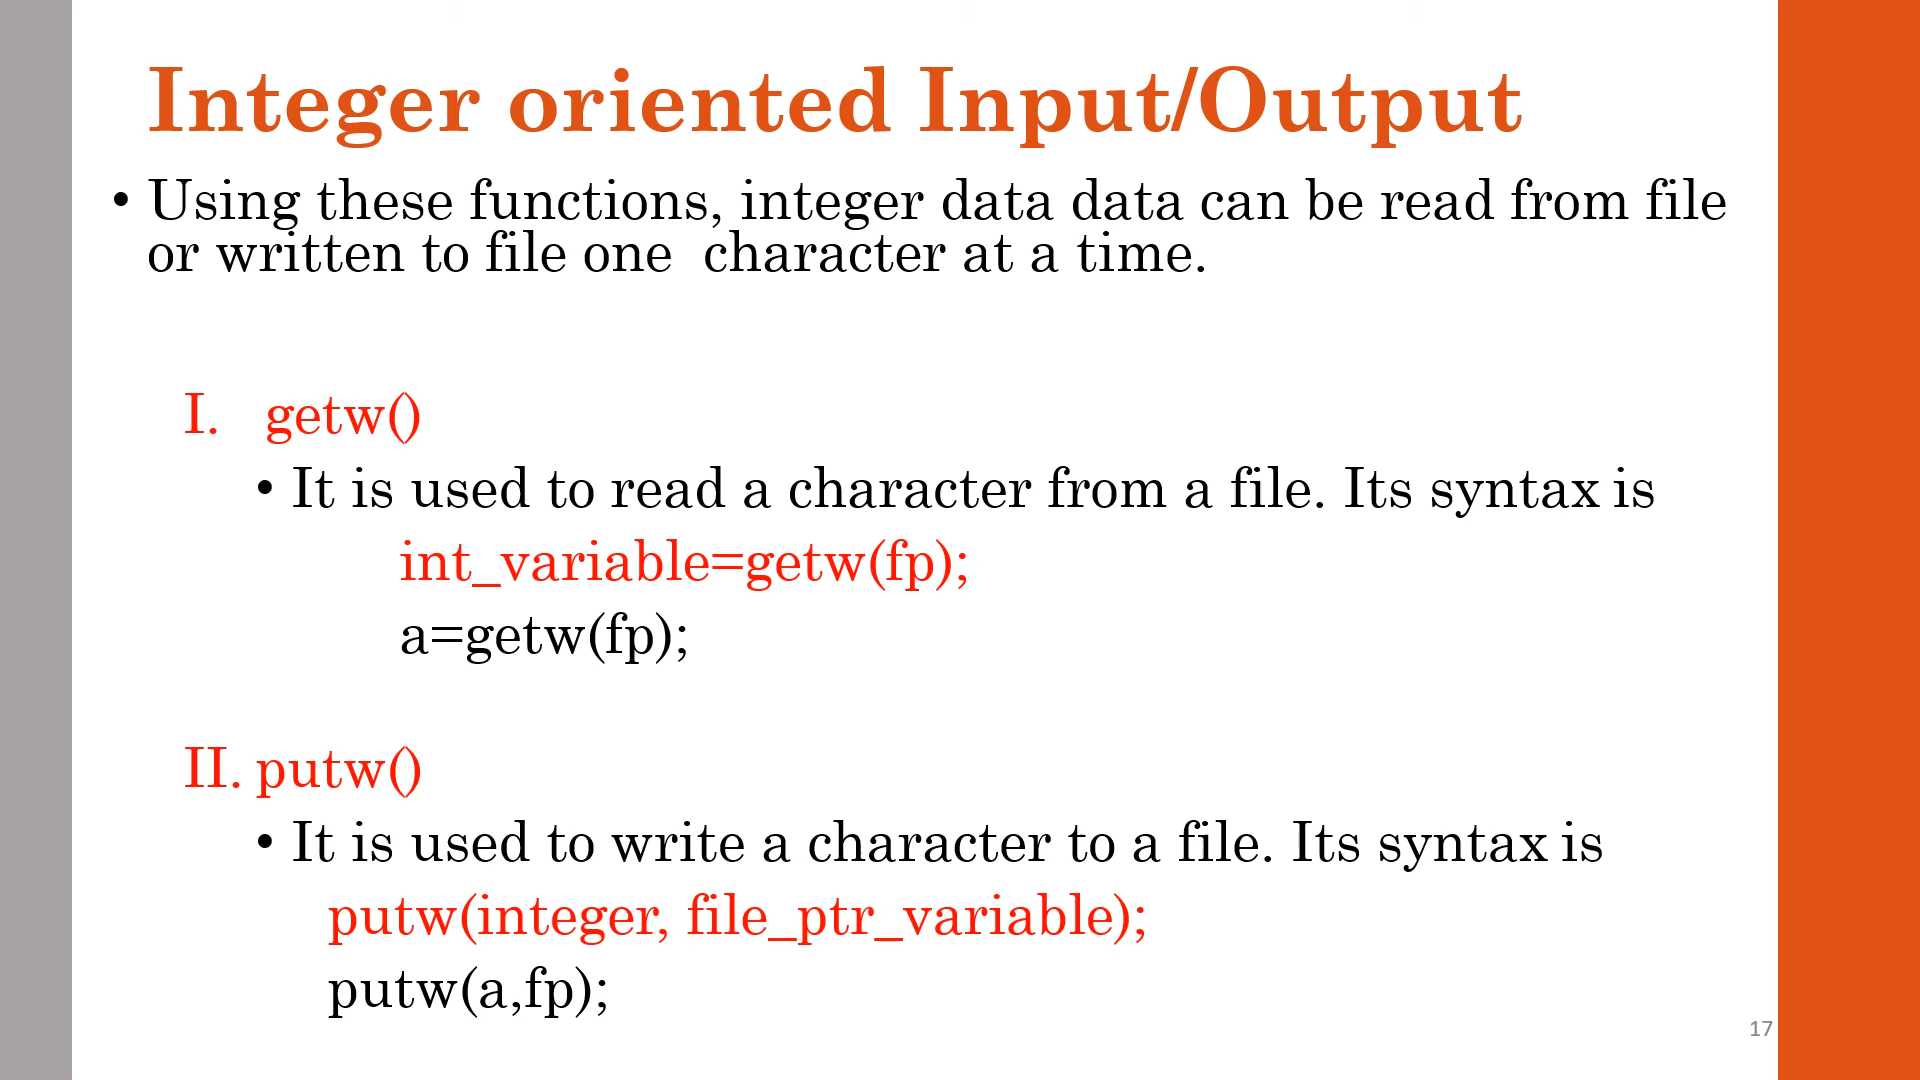 Integer oriented Input/Output
• Using these functions, integer data data can be read from file
or written to file one  character at a time.
I. getw()
• It is used to read a character from a file. Its syntax is
int_variable=getw(fp);
a=getw(fp);
II. putw()
• It is used to write a character to a file. Its syntax is
putw(integer, file_ptr_variable);
putw(a,fp);
17